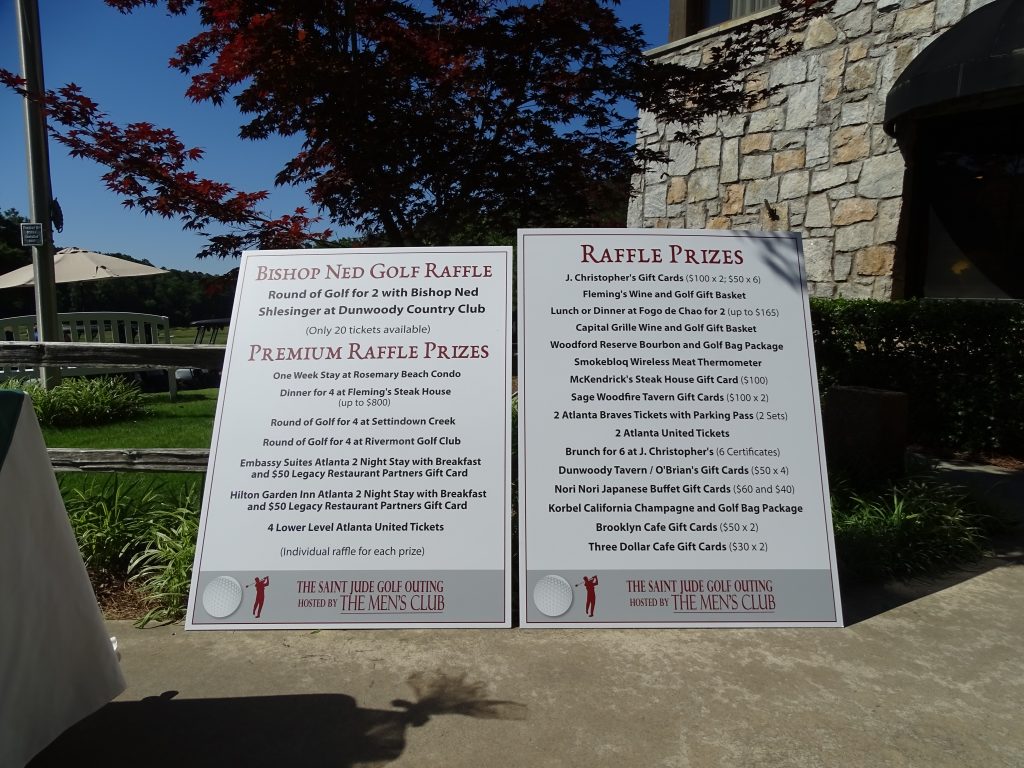 BISHOP NED GOLF RAFFLE
Round of Golf for 2 with Bishop Ned
Shlesinger at Dunwoody Country Club
(Only 20 tickets available)
PREMIUM RAFFLE PRIZES
One Week Stay at Rosemary Beach Condo
Dinner for 4 at Fleming's Steak House
(up to $800)
Round of Golf for 4 at Settindown Creek
Round of Golf for 4 at Rivermont Golf Club
Embassy Suites Atlanta 2 Night Stay with Breakfast
and $50 Legacy Restaurant Partners Gift Card
Hilton Garden Inn Atlanta 2 Night Stay with Breakfast
and $50 Legacy Restaurant Partners Gift Card
4 Lower Level Atlanta United Tickets
(Individual raffle for each prize)
THE SAINT JUDE GOLF OUTING
HOSTED BY THE MEN'S CLUB
RAFFLE PRIZES
J. Christopher's Gift Cards ($100 x 2; $50 x 6)
Fleming's Wine and Golf Gift Basket
Lunch or Dinner at Fogo de Chao for 2 (up to $165)
Capital Grille Wine and Golf Gift Basket
Woodford Reserve Bourbon and Golf Bag Package
Smokebloq Wireless Meat Thermometer
McKendrick's Steak House Gift Card ($100)
Sage Woodfire Tavern Gift Cards ($100 x 2)
2 Atlanta Braves Tickets with Parking Pass (2 Sets)
2 Atlanta United Tickets
Brunch for 6 at J. Christopher's (6 Certificates)
Dunwoody Tavern / O'Brian's Gift Cards ($50 x 4)
Nori Nori Japanese Buffet Gift Cards ($60 and $40)
Korbel California Champagne and Golf Bag Package
Brooklyn Cafe Gift Cards ($50 x 2)
Three Dollar Cafe Gift Cards ($30 x 2)
THE SAINT JUDE GOLF OUTING
HOSTED BY THE MEN'S CLUB